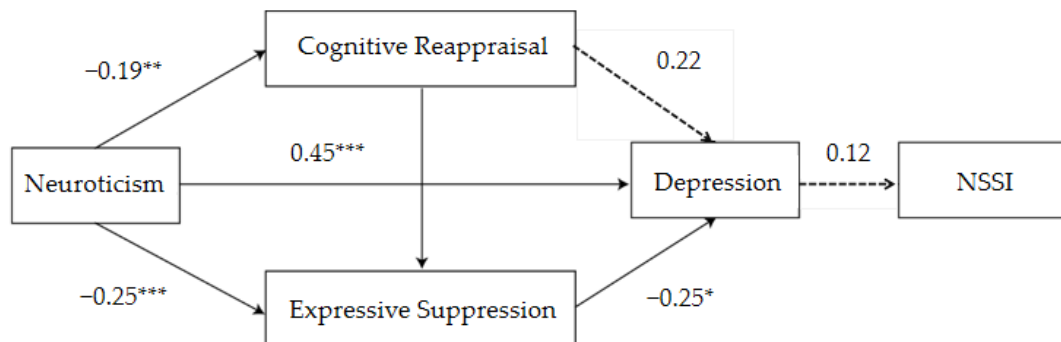 Cognitive Reappraisal
−0.19**
0.22
0.45***
0.12
Neuroticism
Depression
NSSI
−0.25***
Expressive Suppression
−0.25*